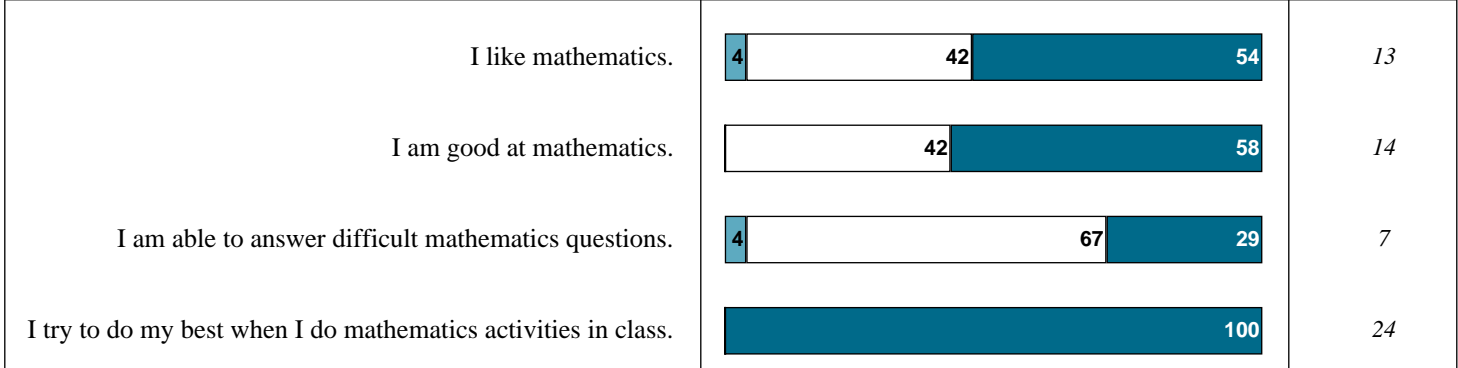 I like mathematics. 4 42 54 13
I am good at mathematics. 42 58 14
I am able to answer difficult mathematics questions. 4 67 29 7
I try to do my best when I do mathematics activities in class. 100 24